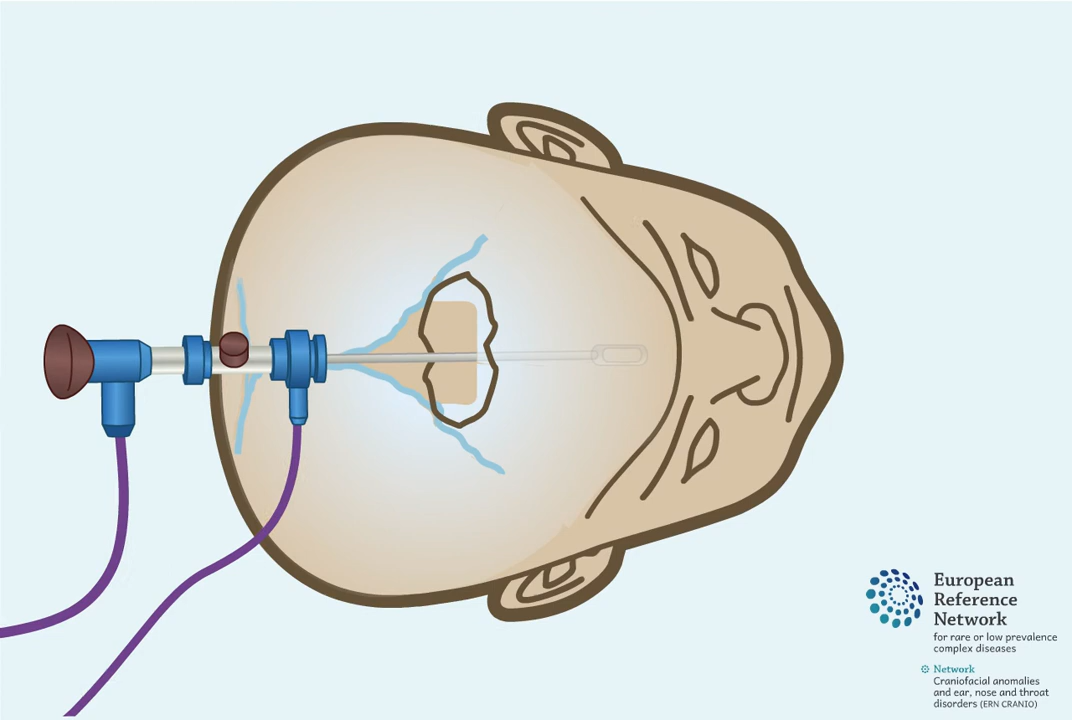 European
Reference
Network
for rare or low prevalence
complex diseases
Network
Craniofacial anomalies
and ear, nose and throat
disorders (ERN CRANIO)